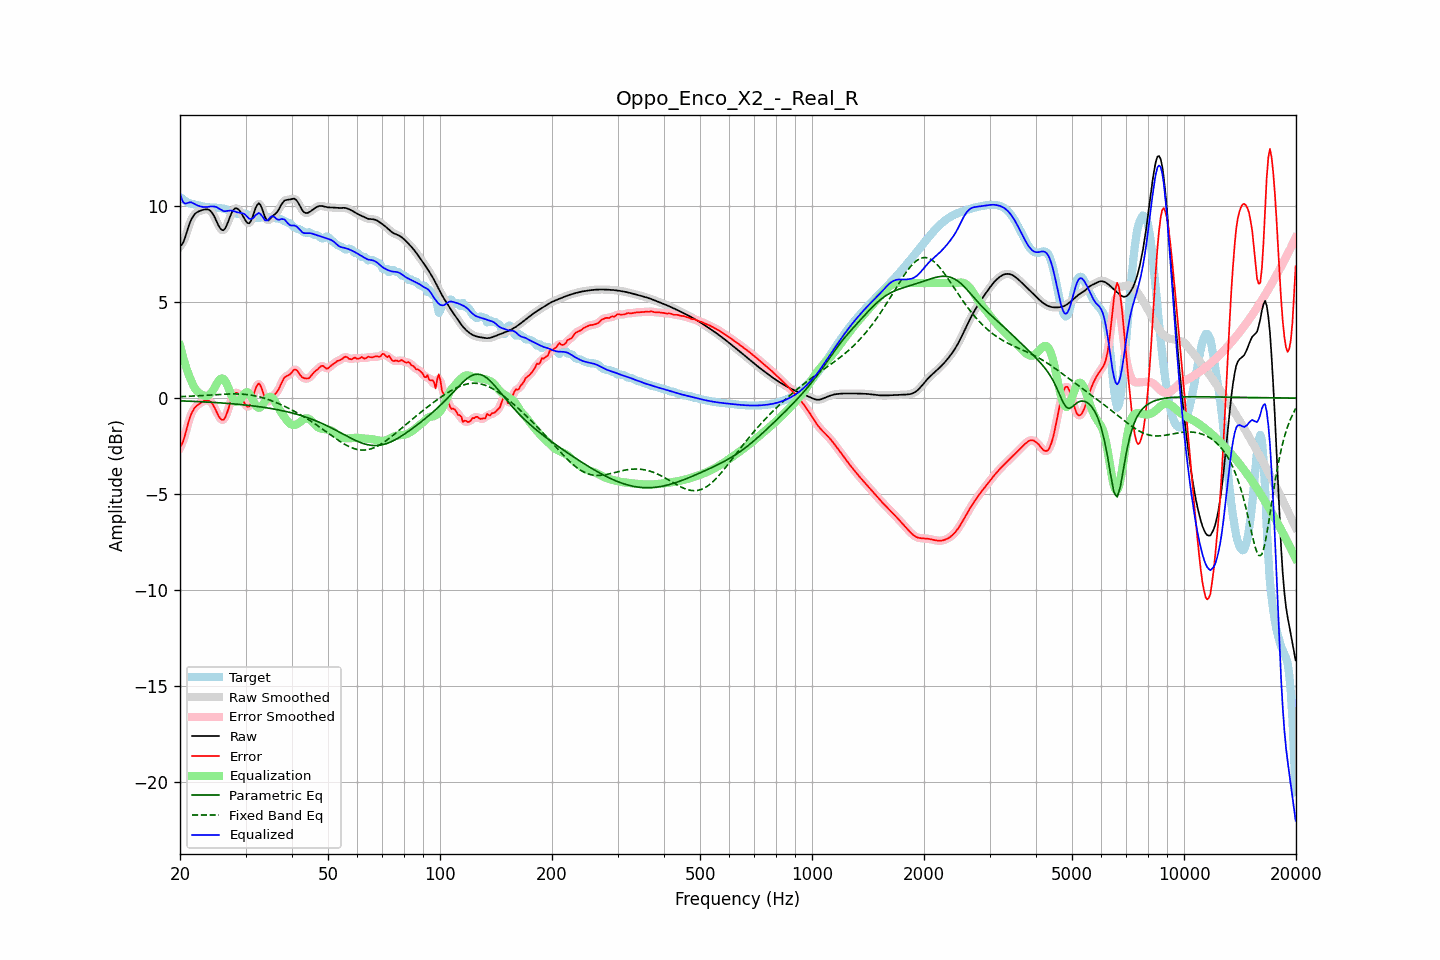 Oppo_Enco_X2_-_Real_R
Amplitude (dBr)
10
5
0
−5
−10
−15
−20
Target
Raw Smoothed
Error Smoothed
Raw
Error
Equalization
Parametric Eq
Fixed Band Eq
Equalized
20 50 100 200 500 1000 2000 5000 10000 20000
Frequency (Hz)